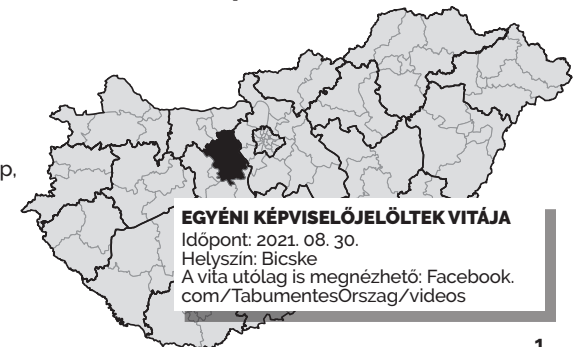 p,
EGYÉNI KÉPVISELŐJELÖLTEK VITÁJA
Időpont: 2021. 08. 30.
Helyszín: Bicske
A vita utólag is megnézhető: Facebook.
com/TabumentesOrszag/videos
1